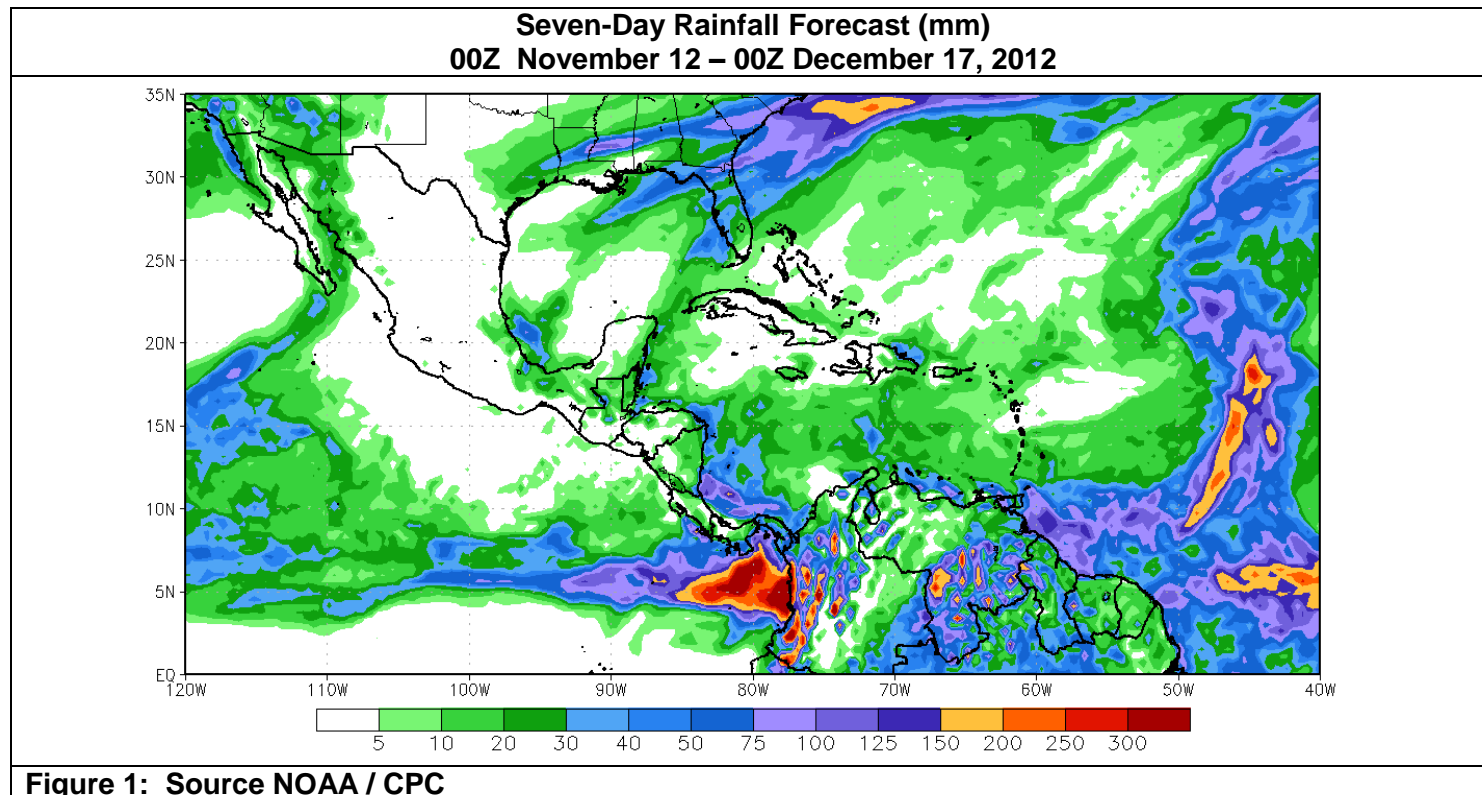 Seven-Day Rainfall Forecast (mm)
00Z November 12 – 00Z December 17, 2012
35N
30N
25N
20N
15N
10N
5N
EQ
120W 110W 100W 90W 80W 70W 60W 50W 40W
5 10 20 30 40 50 75 100 125 150 200 250 300
Figure 1: Source NOAA / CPC